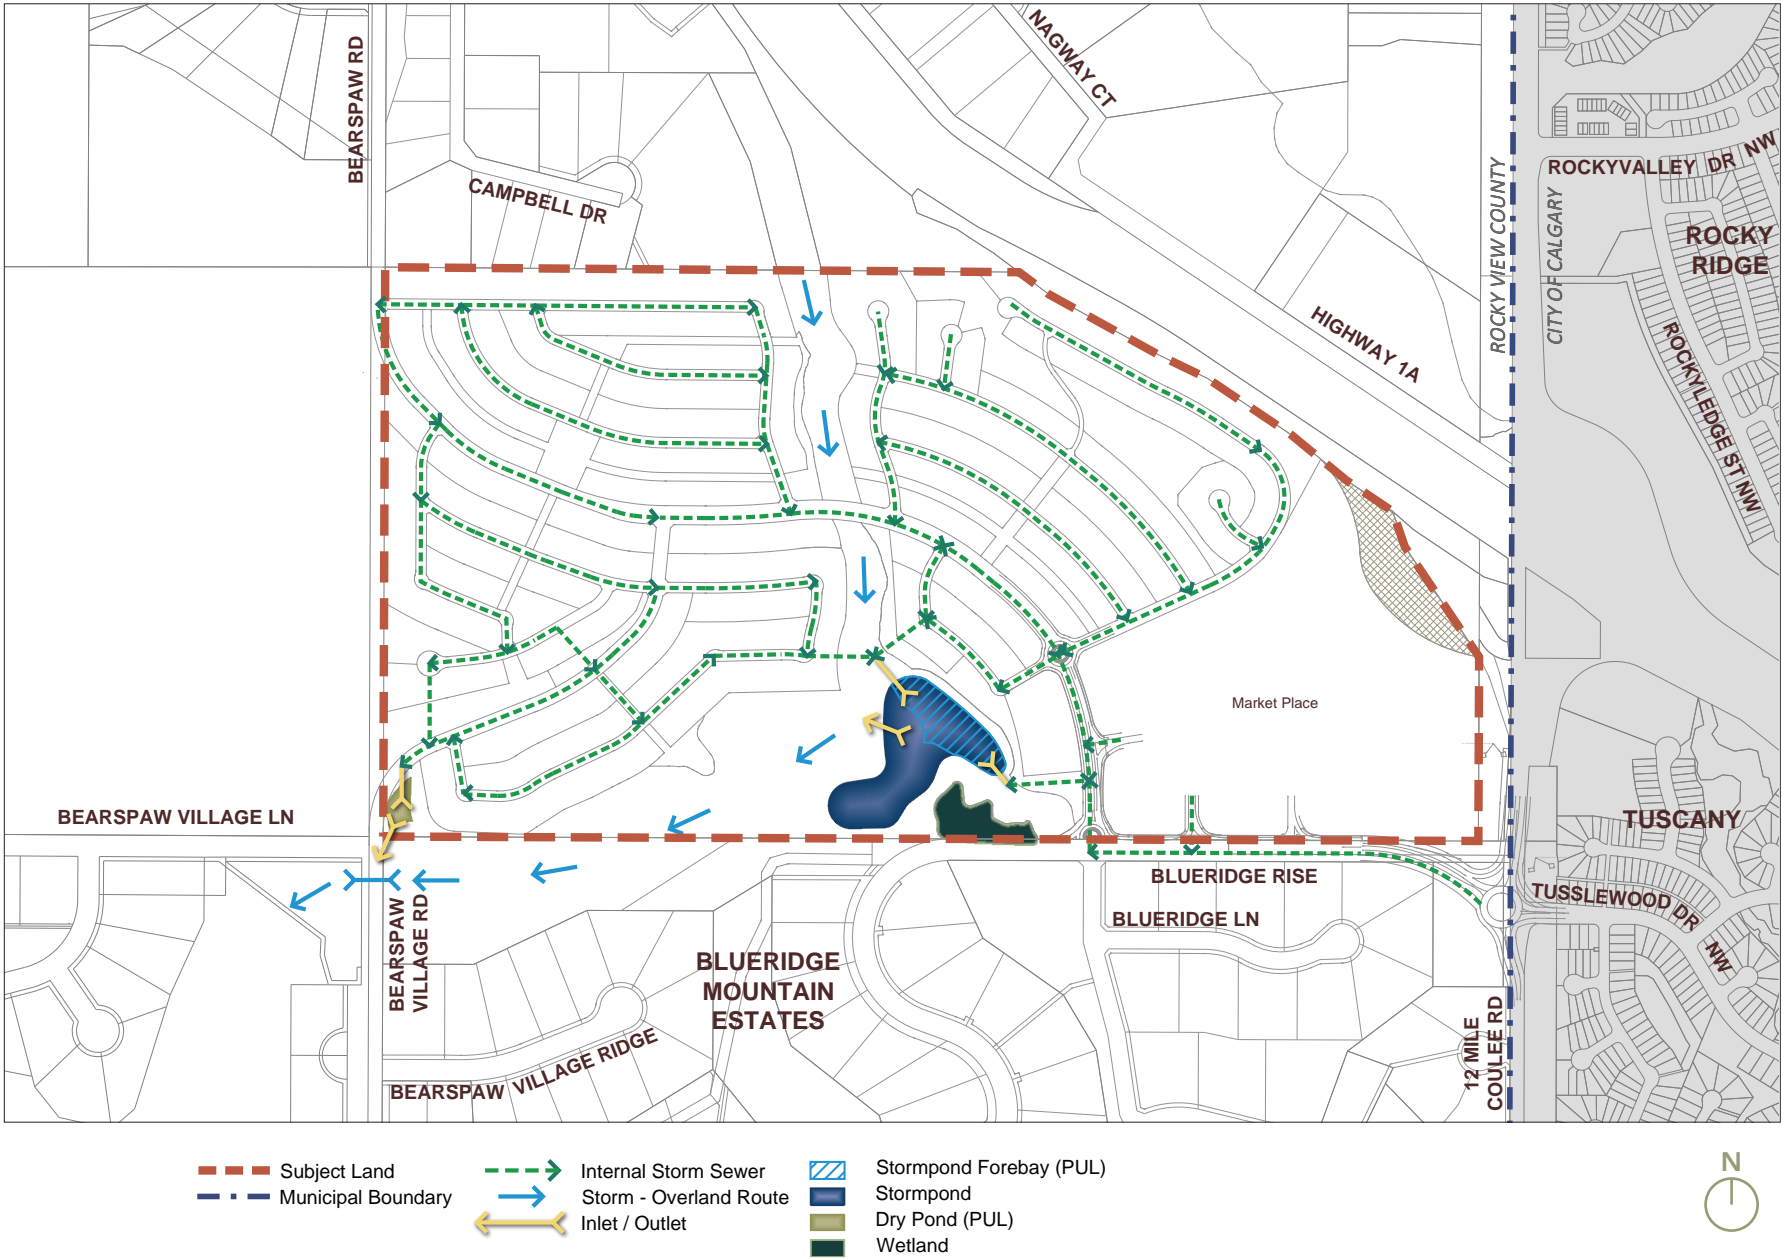 BEARSPAW RD
NAGWAY CT
CAMPBELL DR
ROCKY VIEW COUNTY
CITY OF CALGARY
ROCKYVALLEY DR NW
ROCKY
RIDGE
HIGHWAY 1A
ROCKYLEDGE ST NW
Market Place
BEARSPAW VILLAGE LN
TUSCANY
BLUERIDGE RISE
TUSSLEWOOD DR NW
BLUERIDGE LN
BEARSPAW
VILLAGE RD
BLUERIDGE
MOUNTAIN
ESTATES
12 MILE
COULEE RD
BEARSPAW VILLAGE RIDGE
Subject Land
Municipal Boundary
Internal Storm Sewer
Storm - Overland Route
Inlet / Outlet
Stormpond Forebay (PUL)
Stormpond
Dry Pond (PUL)
Wetland
N